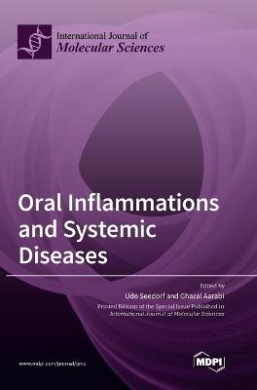 International Journal of
Molecular Sciences
Oral Inflammations
and Systemic
Diseases
Edited by
Udo Seedorf and Ghazal Aarabi
Printed Edition of the Special Issue Published in
International Journal of Molecular Sciences
www.mdpi.com/journal/ijms
MDPI